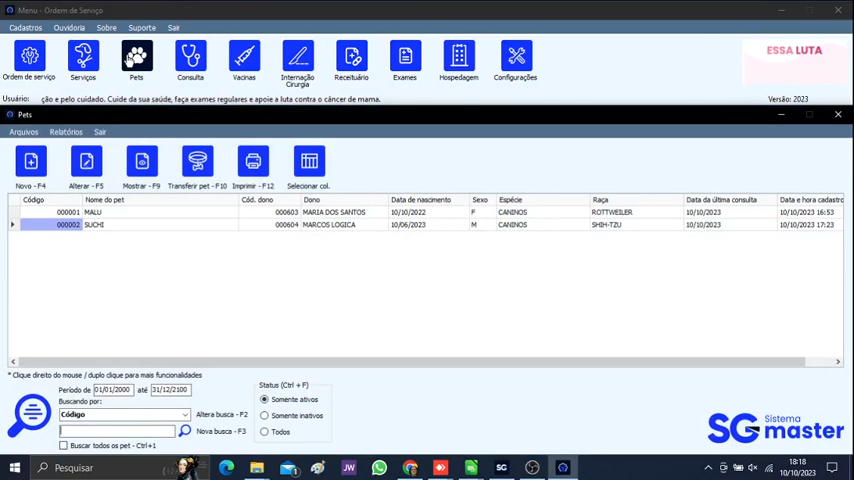 Menu - Ordem de Serviço
Cadastros Ouvidoria Sobre Suporte Sair
Ordem de serviço Serviços Pets Consulta Vacinas Internação Cirurgia Receituário Exames Hospedagem Configurações
ESSA LUTA
Usuário: ção e pelo cuidado. Cuide da sua saúde, faça exames regulares e apoie a luta contra o câncer de mama. Versão: 2023
Pets
Arquivos Relatórios Sair
Novo - F4 Alterar - F5 Mostrar - F9 Transferir pet - F10 Imprimir - F12 Selecionar col.
Código Nome do pet Cód. dono Dono Data de nascimento Sexo Espécie Raça Data da última consulta Data e hora cadastro
000001 MALU 000603 MARIA DOS SANTOS 10/10/2022 F CANINOS ROTTWEILER 10/10/2023 10/10/2023 16:53
000002 SUCHI 000604 MARCOS LOGICA 10/06/2023 M CANINOS SHIH-TZU 10/10/2023 10/10/2023 17:23
* Clique direito do mouse / duplo clique para mais funcionalidades
Período de 01/01/2000 até 31/12/2100
Buscando por:
Código Altera busca - F2
Nova busca - F3
Buscar todos os pet - Ctrl+1
Status (Ctrl + F)
Somente ativos
Somente inativos
Todos
SG Sistema master
Pesquisar
JW
SG
18:18
10/10/2023